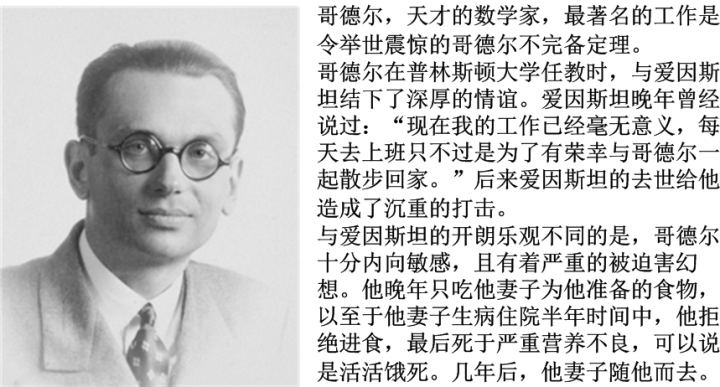 哥德尔，天才的数学家，最著名的工作是
令举世震惊的哥德尔不完备定理。
哥德尔在普林斯顿大学任教时，与爱因斯
坦结下了深厚的情谊。爱因斯坦晚年曾经
说过：“现在我的工作已经毫无意义，每
天去上班只不过是为了有荣幸与哥德尔一
起散步回家。”后来爱因斯坦的去世给他
造成了沉重的打击。
与爱因斯坦的开朗乐观不同的是，哥德尔
十分内向敏感，且有着严重的被迫害幻
想。他晚年只吃他妻子为他准备的食物，
以至于他妻子生病住院半年时间中，他拒
绝进食，最后死于严重营养不良，可以说
是活活饿死。几年后，他妻子随他而去。